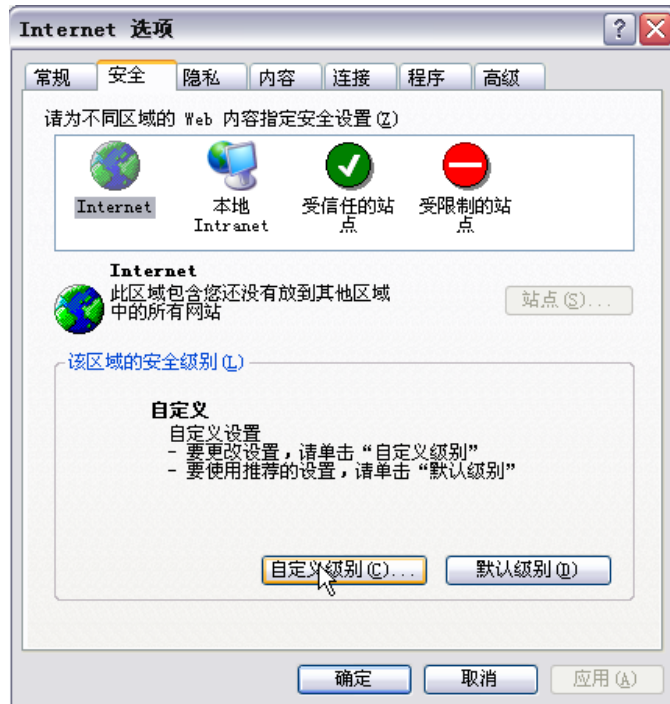 Internet 选项
常规 安全 隐私 内容 连接 程序 高级
请为不同区域的 Web 内容指定安全设置(Z)
Internet
本地
Intranet
受信任的站
点
受限制的站
点
Internet
此区域包含您还没有放到其他区域
中的所有网站
站点(S)...
该区域的安全级别(L)
自定义
自定义设置
- 要更改设置，请单击“自定义级别”
- 要使用推荐的设置，请单击“默认级别”
自定义级别(C)... 默认级别(D)
确定 取消 应用(A)